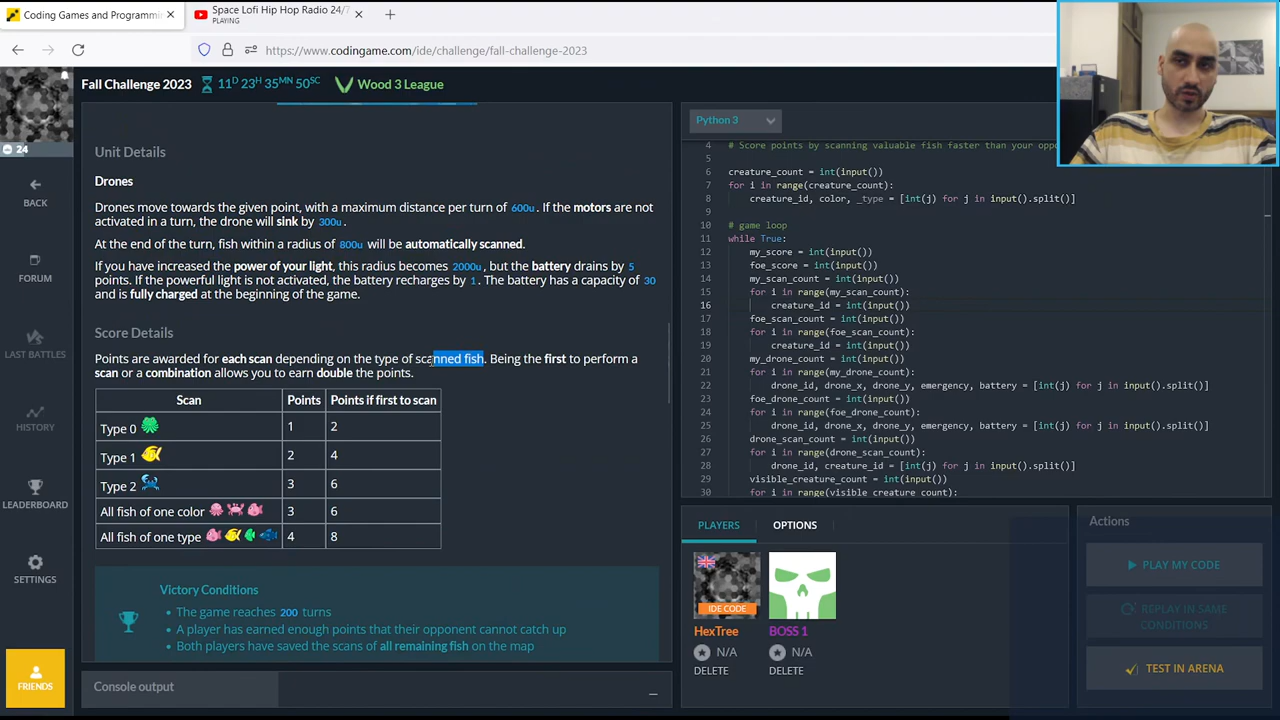 Coding Games and Programmi
Space Lofi Hip Hop Radio 24/7
PLAYING
https://www.codingame.com/ide/challenge/fall-challenge-2023
24
BACK
FORUM
LAST BATTLES
HISTORY
LEADERBOARD
SETTINGS
FRIENDS
Fall Challenge 2023
11D 23H 35MN 50SC
Wood 3 League
Unit Details
Drones
Drones move towards the given point, with a maximum distance per turn of 600u. If the motors are not
activated in a turn, the drone will sink by 300u.
At the end of the turn, fish within a radius of 800u will be automatically scanned.
If you have increased the power of your light, this radius becomes 2000u, but the battery drains by 5
points. If the powerful light is not activated, the battery recharges by 1. The battery has a capacity of 30
and is fully charged at the beginning of the game.
Score Details
Points are awarded for each scan depending on the type of scanned fish. Being the first to perform a
scan or a combination allows you to earn double the points.
Scan Points Points if first to scan
Type 0 1 2
Type 1 2 4
Type 2 3 6
All fish of one color 3 6
All fish of one type 4 8
Victory Conditions
The game reaches 200 turns
A player has earned enough points that their opponent cannot catch up
Both players have saved the scans of all remaining fish on the map
Console output
Python 3
4 # Score points by scanning valuable fish faster than your oppo
5
6 creature_count = int(input())
7 for i in range(creature_count):
8 creature_id, color, _type = [int(j) for j in input().split()]
9
10 # game loop
11 while True:
12 my_score = int(input())
13 foe_score = int(input())
14 my_scan_count = int(input())
15 for i in range(my_scan_count):
16 creature_id = int(input())
17 foe_scan_count = int(input())
18 for i in range(foe_scan_count):
19 creature_id = int(input())
20 my_drone_count = int(input())
21 for i in range(my_drone_count):
22 drone_id, drone_x, drone_y, emergency, battery = [int(j) for j in input().split()]
23 foe_drone_count = int(input())
24 for i in range(foe_drone_count):
25 drone_id, drone_x, drone_y, emergency, battery = [int(j) for j in input().split()]
26 drone_scan_count = int(input())
27 for i in range(drone_scan_count):
28 drone_id, creature_id = [int(j) for j in input().split()]
29 visible_creature_count = int(input())
30 for i in range(visible_creature_count):
PLAYERS
OPTIONS
IDE CODE
HexTree
N/A
DELETE
BOSS 1
N/A
DELETE
Actions
PLAY MY CODE
REPLAY IN SAME
CONDITIONS
TEST IN ARENA